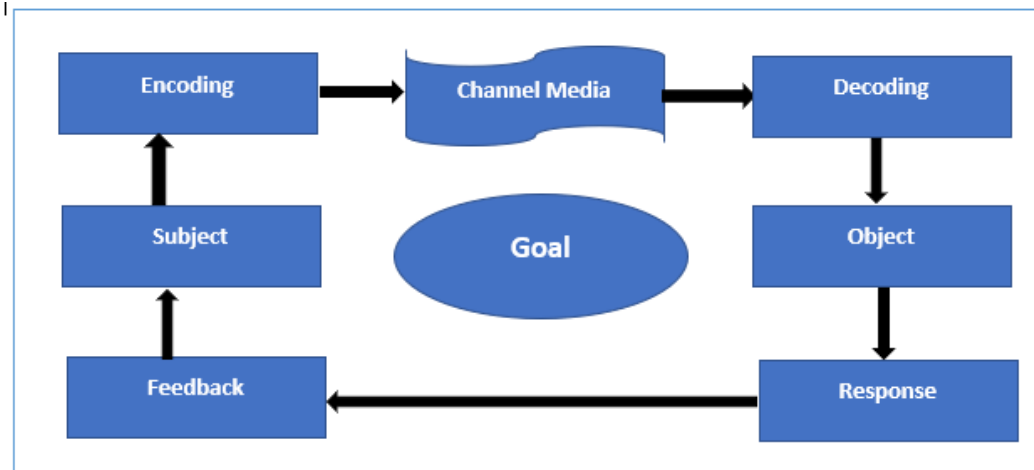 Encoding
Channel Media
Decoding
Subject
Goal
Object
Feedback
Response